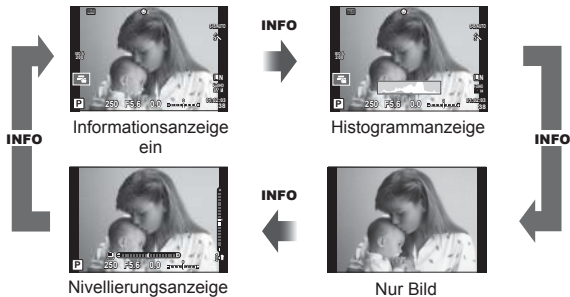 INFO
P 250 F5.6 0.0
Informationsanzeige
ein
P 250 F5.6 0.0
38
Histogrammanzeige
INFO
INFO
INFO
P 250 F5.6 0.0
Nivellierungsanzeige
Nur Bild